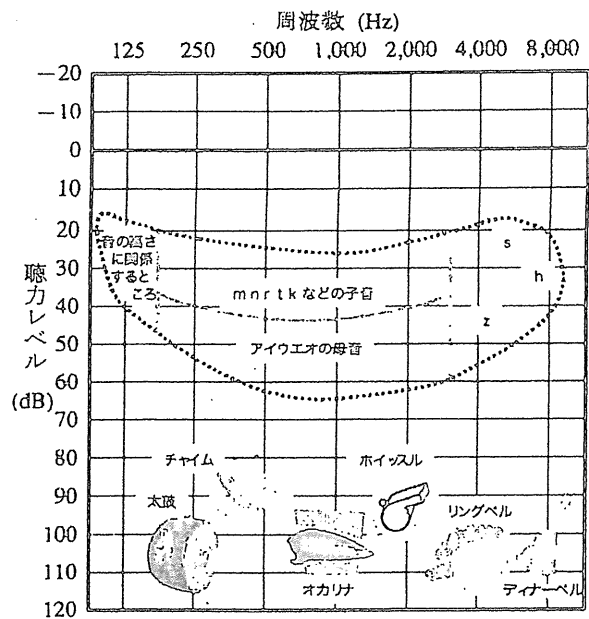 周波数 (Hz)
125 250 500 1,000 2,000 4,000 8,000
−20
−10
0
10
20
30
40
50
60
70
80
90
100
110
120
聴力レベル
(dB)
音の高さ
に関係
すると
ころ
s
h
z
m n r t k などの子音
アイウエオの母音
チャイム
ホイッスル
太鼓
リングベル
オカリナ
ディナーベル